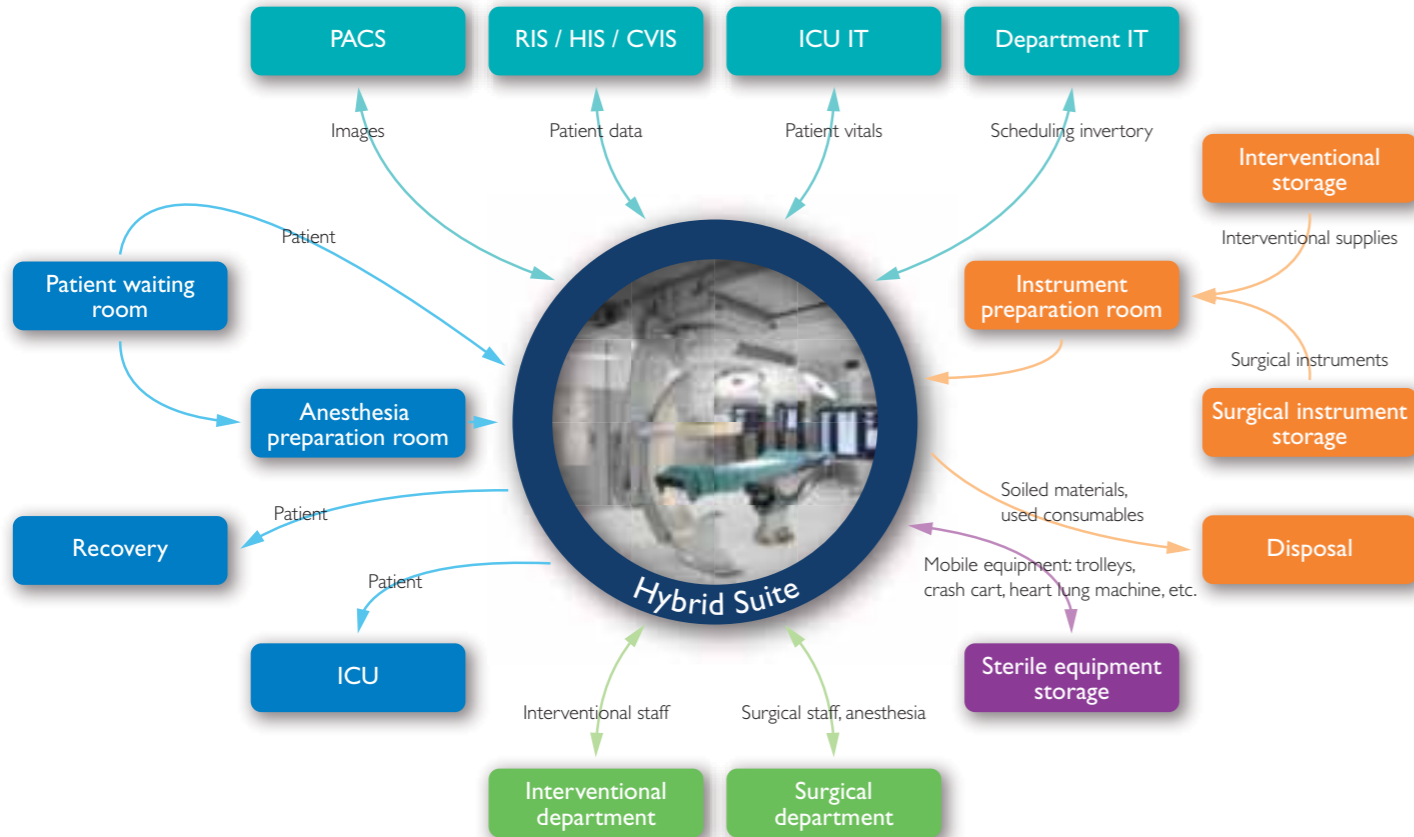 PACS
RIS / HIS / CVIS
ICU IT
Department IT
Images
Patient data
Patient vitals
Scheduling invertory
Interventional
storage
Patient
Interventional supplies
Patient waiting
room
Instrument
preparation room
Surgical instruments
Anesthesia
preparation room
Surgical instrument
storage
Soiled materials,
used consumables
Patient
Recovery
Disposal
Mobile equipment: trolleys,
crash cart, heart lung machine, etc.
Patient
Hybrid Suite
ICU
Sterile equipment
storage
Interventional staff
Surgical staff, anesthesia
Interventional
department
Surgical
department